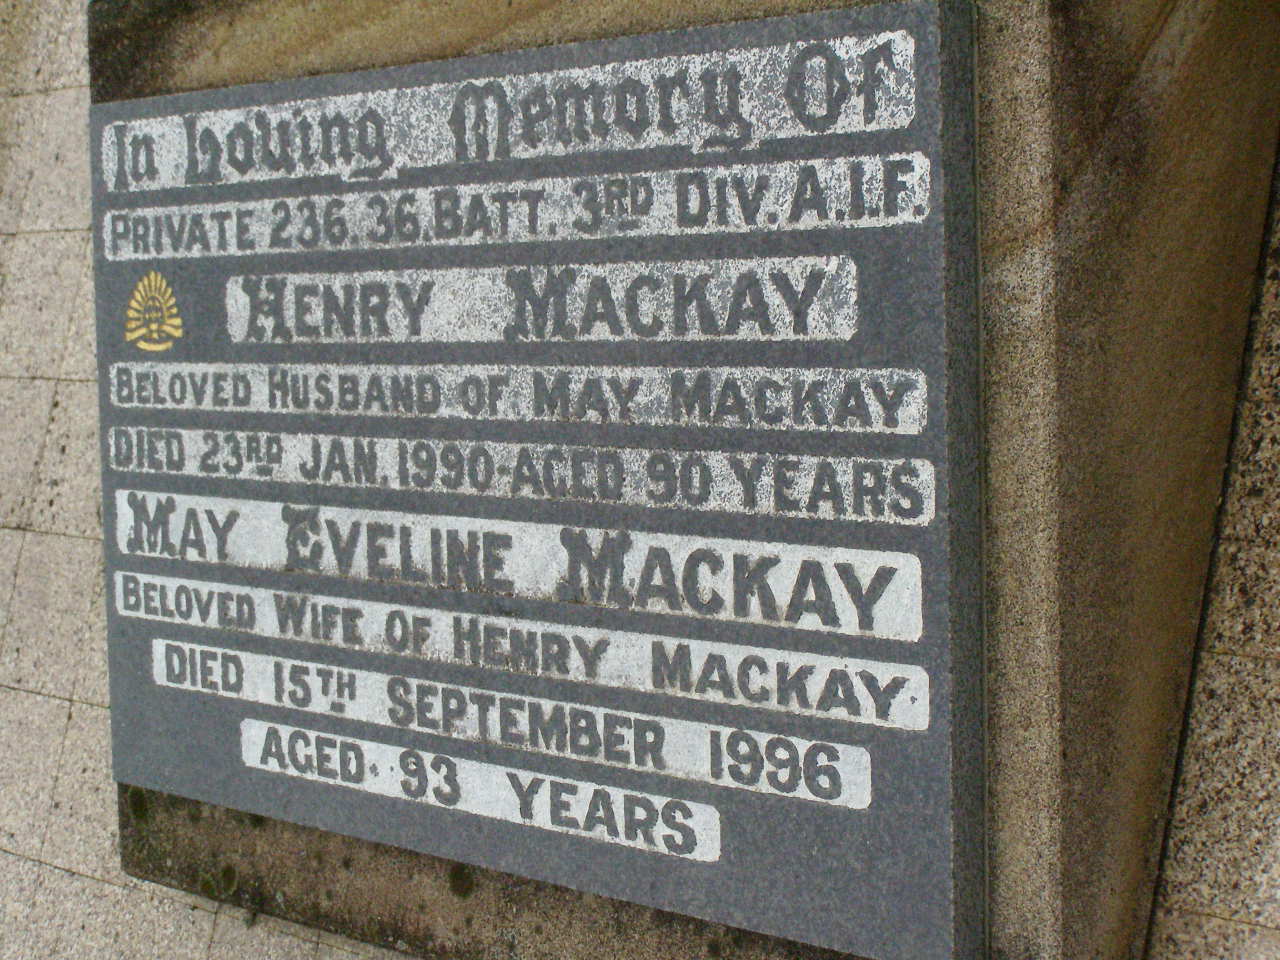 In Loving Memory Of
PRIVATE 236. 36. BATT. 3RD DIV. A.I.F.
HENRY MACKAY
BELOVED HUSBAND OF MAY MACKAY
DIED 23RD JAN. 1990-AGED 90 YEARS
MAY EVELINE MACKAY
BELOVED WIFE OF HENRY MACKAY
DIED 15TH SEPTEMBER 1996
AGED. 93 YEARS